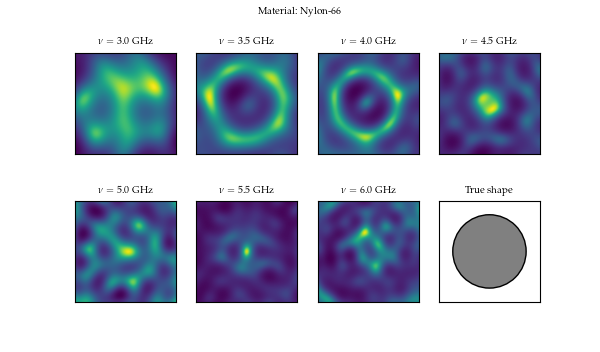 Material: Nylon-66
ν = 3.0 GHz
ν = 3.5 GHz
ν = 4.0 GHz
ν = 4.5 GHz
ν = 5.0 GHz
ν = 5.5 GHz
ν = 6.0 GHz
True shape